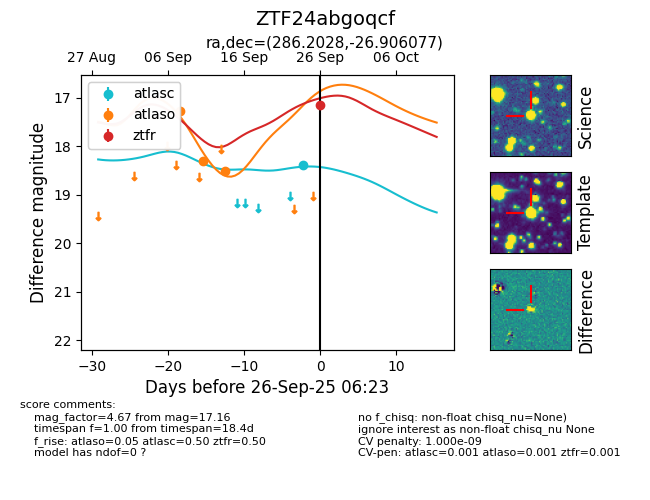 ZTF24abgoqcf
ra,dec=(286.2028,-26.906077)
27 Aug 06 Sep 16 Sep 26 Sep 06 Oct
atlasc
atlaso
ztfr
17
18
19
20
21
22
Difference magnitude
−30 −20 −10 0 10
Days before 26-Sep-25 06:23
Science
Template
Difference
score comments:
mag_factor=4.67 from mag=17.16
timespan f=1.00 from timespan=18.4d
f_rise: atlaso=0.05 atlasc=0.50 ztfr=0.50
model has ndof=0 ?
no f_chisq: non-float chisq_nu=None)
ignore interest as non-float chisq_nu None
CV penalty: 1.000e-09
CV-pen: atlasc=0.001 atlaso=0.001 ztfr=0.001